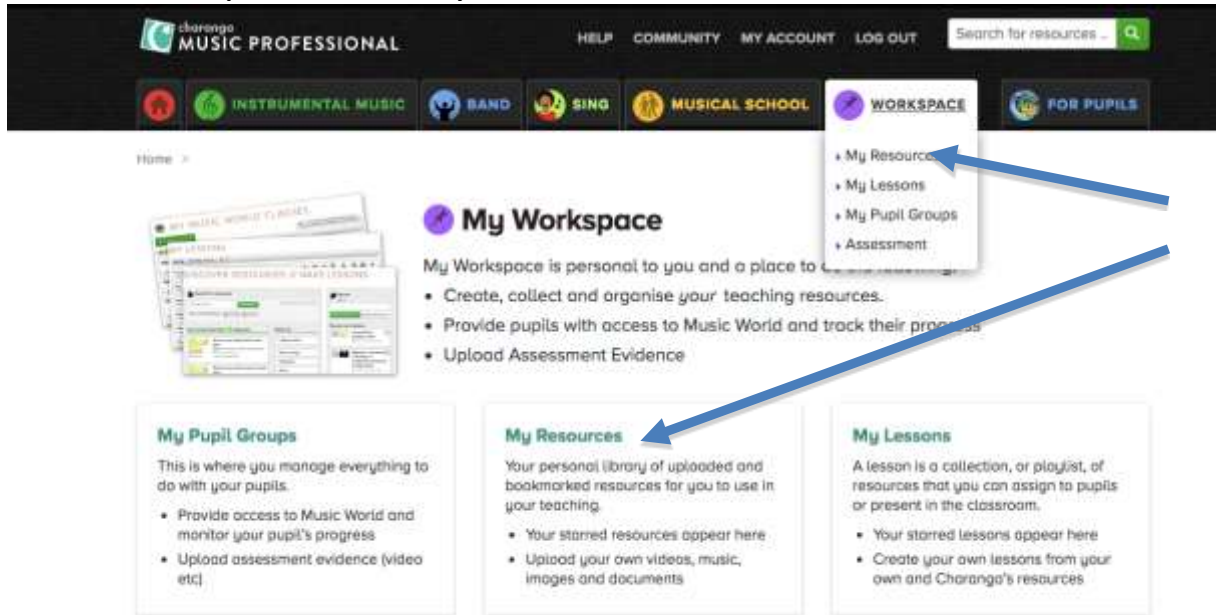 charanga
MUSIC PROFESSIONAL
HELP COMMUNITY MY ACCOUNT LOG OUT Search for resources ...
INSTRUMENTAL MUSIC BAND SING MUSICAL SCHOOL WORKSPACE FOR PUPILS
Home >
My Resources
My Lessons
My Pupil Groups
Assessment
My Workspace
My Workspace is personal to you and a place to
• Create, collect and organise your teaching resources.
• Provide pupils with access to Music World and track their progress
• Upload Assessment Evidence
My Pupil Groups
This is where you manage everything to
do with your pupils.
• Provide access to Music World and
monitor your pupil's progress
• Upload assessment evidence (video
etc)
My Resources
Your personal library of uploaded and
bookmarked resources for you to use in
your teaching.
• Your starred resources appear here
• Upload your own videos, music,
images and documents
My Lessons
A lesson is a collection, or playlist, of
resources that you can assign to pupils
or present in the classroom.
• Your starred lessons appear here
• Create your own lessons from your
own and Charanga's resources